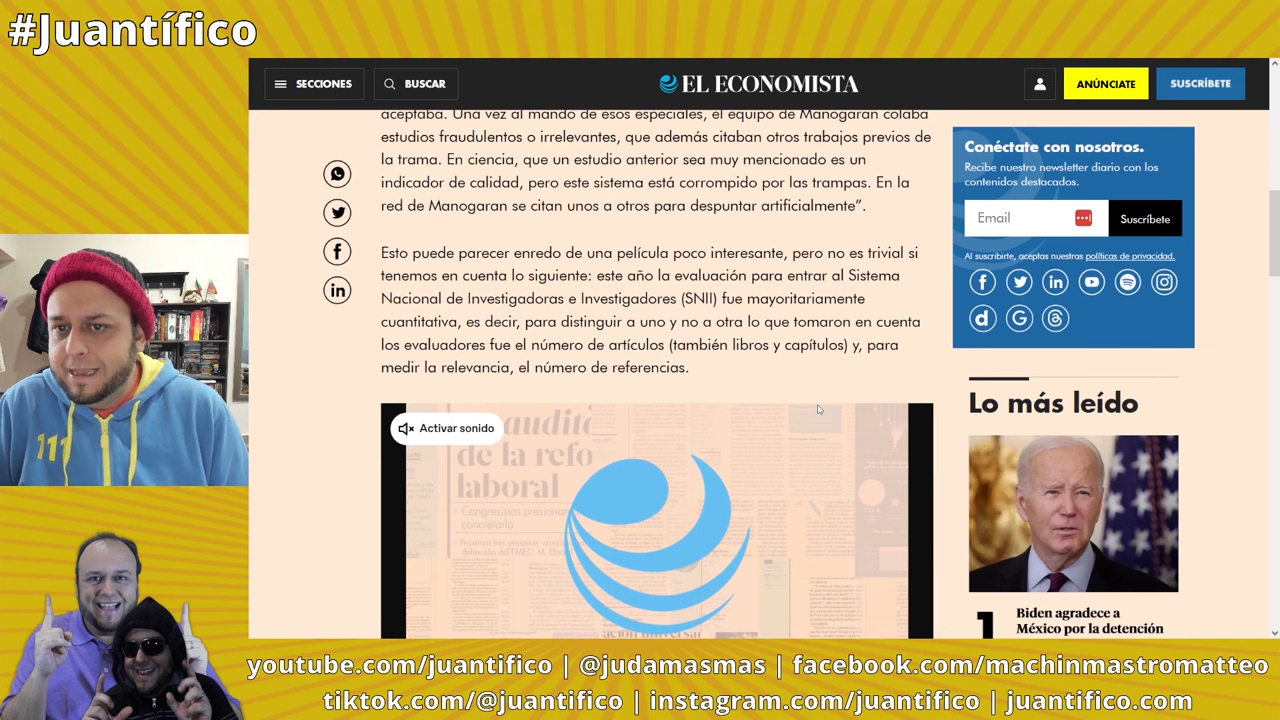 #Juantífico
SECCIONES
BUSCAR
EL ECONOMISTA
ANÚNCIATE
SUSCRÍBETE
aceptaba. Una vez al mando de esos especiales, el equipo de Manogaran colaba
estudios fraudulentos o irrelevantes, que además citaban otros trabajos previos de
la trama. En ciencia, que un estudio anterior sea muy mencionado es un
indicador de calidad, pero este sistema está corrompido por las trampas. En la
red de Manogaran se citan unos a otros para despuntar artificialmente”.
Esto puede parecer enredo de una película poco interesante, pero no es trivial si
tenemos en cuenta lo siguiente: este año la evaluación para entrar al Sistema
Nacional de Investigadoras e Investigadores (SNII) fue mayoritariamente
cuantitativa, es decir, para distinguir a uno y no a otra lo que tomaron en cuenta
los evaluadores fue el número de artículos (también libros y capítulos) y, para
medir la relevancia, el número de referencias.
Activar sonido
audito
de la refo
laboral
Congresistas presionar
concretarla
Conéctate con nosotros.
Recibe nuestro newsletter diario con los
contenidos destacados.
Email
Suscríbete
Al suscribirte, aceptas nuestras políticas de privacidad.
Lo más leído
1
Biden agradece a
México por la detención
111
youtube.com/juantifico | @judamasmas | facebook.com/machinmastromatteo
tiktok.com/@juantifico | instagram.com/juantifico | juantifico.com